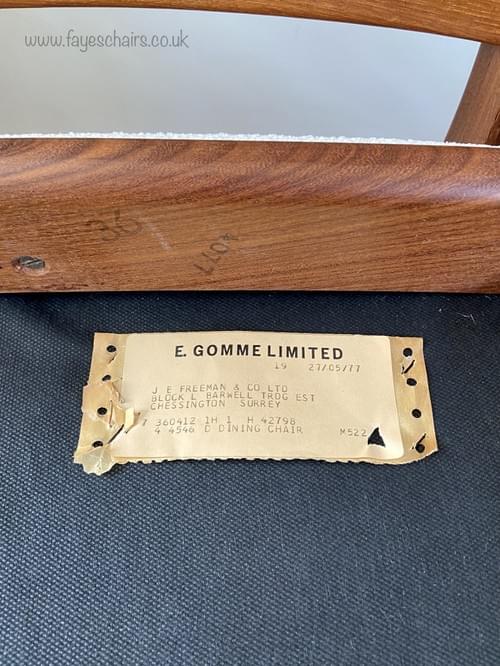 www.fayeschairs.co.uk
36
L107
E. GOMME LIMITED
19 27/05/77
J E FREEMAN & CO LTD
BLOCK L BARWELL TRDG EST
CHESSINGTON SURREY
7 360412 1H 1 H 42798
4 4546 D DINING CHAIR M522